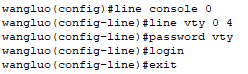 wangluo(config)#line console 0
wangluo(config-line)#line vty 0 4
wangluo(config-line)#password vty
wangluo(config-line)#login
wangluo(config-line)#exit